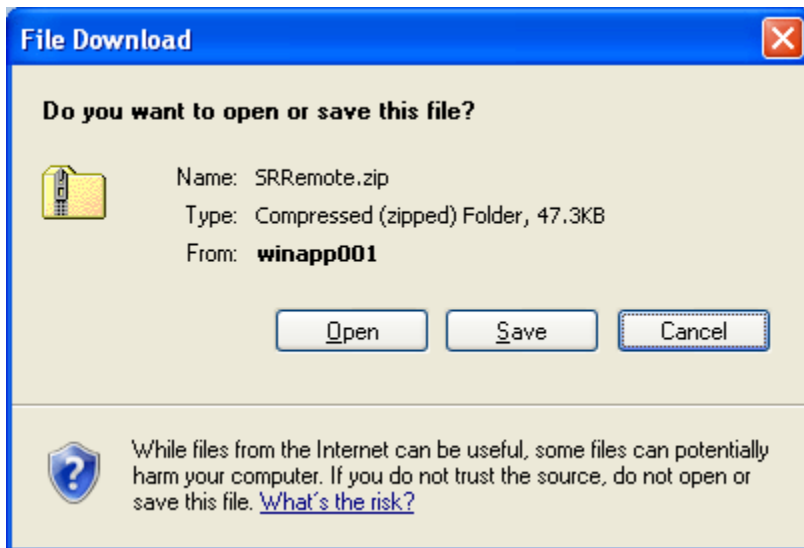 File Download
Do you want to open or save this file?
Name: SRRemote.zip
Type: Compressed (zipped) Folder, 47.3KB
From: winapp001
Open Save Cancel
While files from the Internet can be useful, some files can potentially
harm your computer. If you do not trust the source, do not open or
save this file. What's the risk?